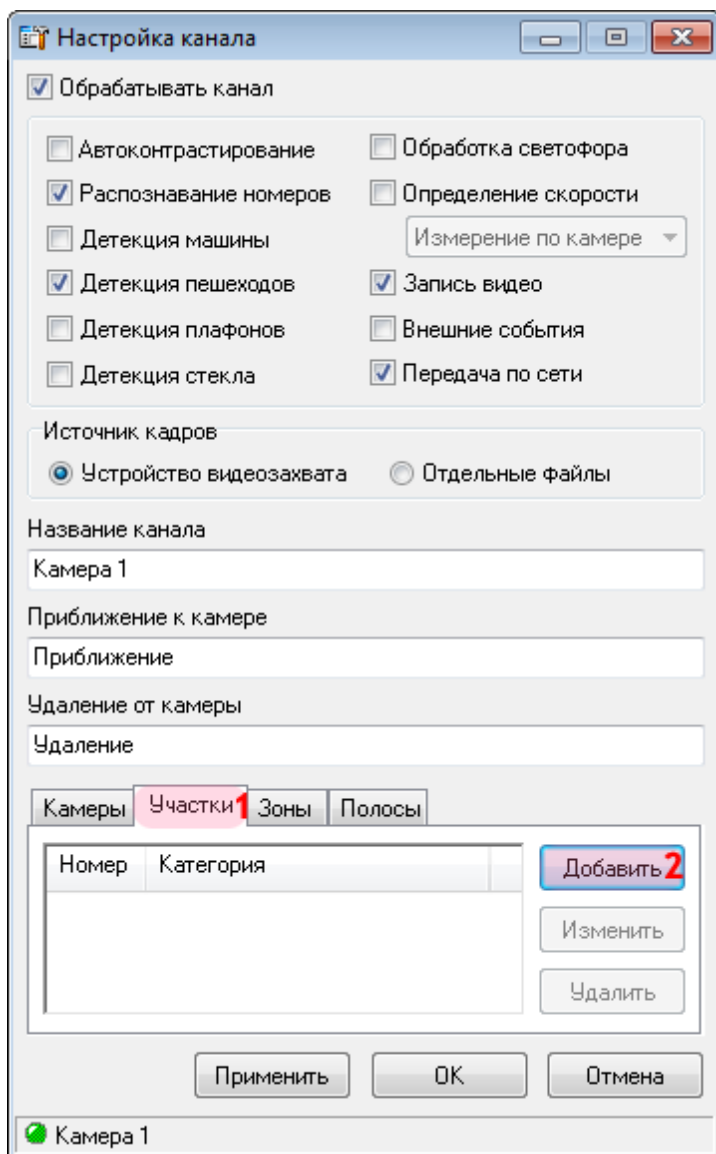 Настройка канала
Обрабатывать канал
Автоконтрастирование
Обработка светофора
Распознавание номеров
Определение скорости
Детекция машины
Измерение по камере
Детекция пешеходов
Запись видео
Детекция плафонов
Внешние события
Детекция стекла
Передача по сети
Источник кадров
Устройство видеозахвата
Отдельные файлы
Название канала
Камера 1
Приближение к камере
Приближение
Удаление от камеры
Удаление
Камеры Участки 1 Зоны Полосы
Номер Категория
Добавить 2
Изменить
Удалить
Применить ОК Отмена
Камера 1